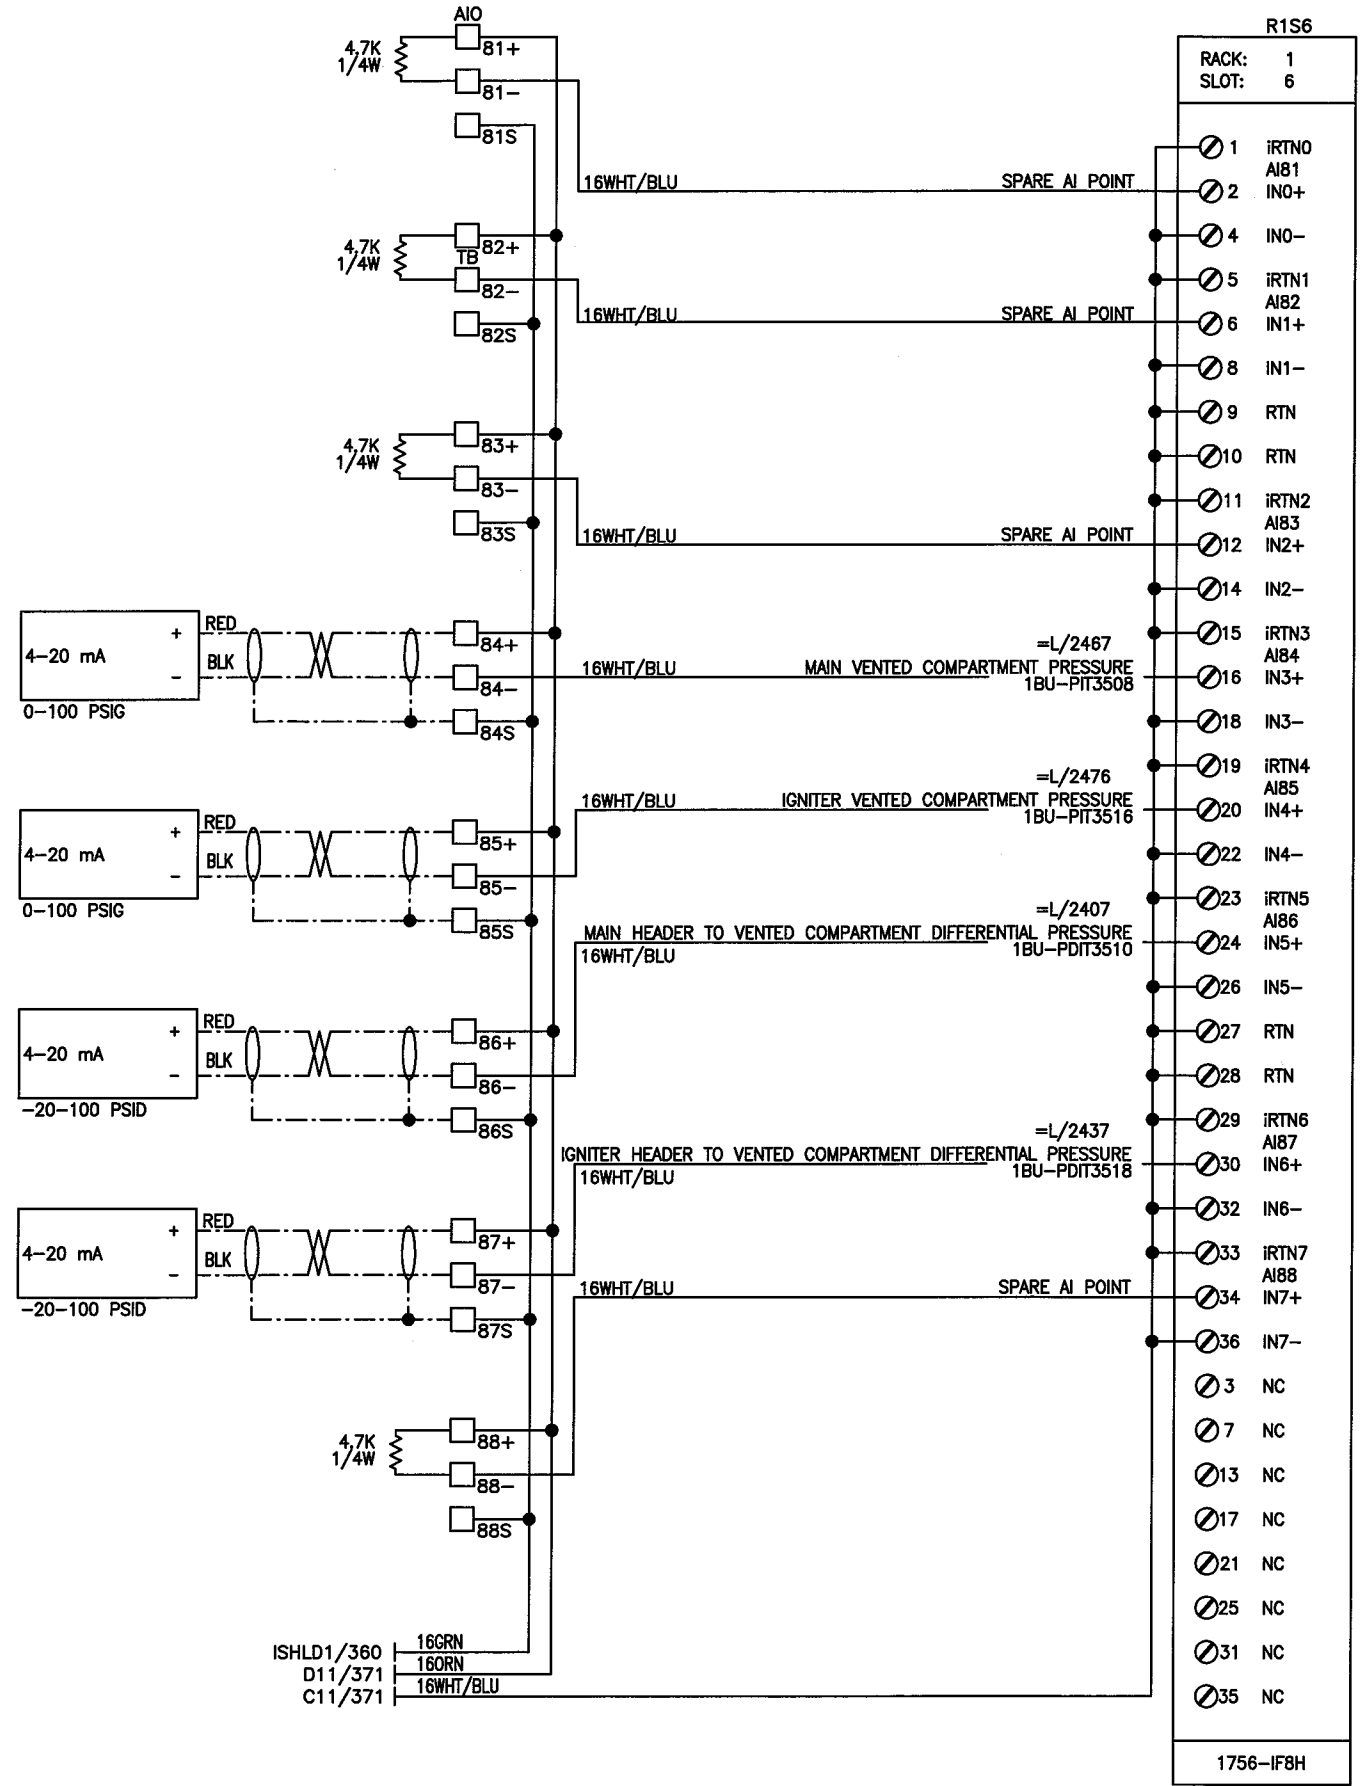 AIO
R1S6
4.7K
1/4W
81+
81-
81S
RACK: 1
SLOT: 6
1 iRTN0
AI81
16WHT/BLU SPARE AI POINT 2 IN0+
4.7K
1/4W
82+
TB
82-
82S
4 IN0-
5 iRTN1
AI82
16WHT/BLU SPARE AI POINT 6 IN1+
8 IN1-
9 RTN
4.7K
1/4W
83+
83-
83S
10 RTN
11 iRTN2
AI83
16WHT/BLU SPARE AI POINT 12 IN2+
14 IN2-
4-20 mA
+
-
RED
BLK
0-100 PSIG
84+
84-
84S
15 iRTN3
=L/2467
AI84
16WHT/BLU MAIN VENTED COMPARTMENT PRESSURE 16 IN3+
1BU-PIT3508
18 IN3-
19 iRTN4
=L/2476
AI85
16WHT/BLU IGNITER VENTED COMPARTMENT PRESSURE 20 IN4+
1BU-PIT3516
4-20 mA
+
-
RED
BLK
0-100 PSIG
85+
85-
85S
22 IN4-
23 iRTN5
=L/2407
AI86
MAIN HEADER TO VENTED COMPARTMENT DIFFERENTIAL PRESSURE 24 IN5+
16WHT/BLU 1BU-PDIT3510
26 IN5-
4-20 mA
+
-
RED
BLK
-20-100 PSID
86+
86-
86S
27 RTN
28 RTN
29 iRTN6
=L/2437
AI87
IGNITER HEADER TO VENTED COMPARTMENT DIFFERENTIAL PRESSURE 30 IN6+
16WHT/BLU 1BU-PDIT3518
32 IN6-
4-20 mA
+
-
RED
BLK
-20-100 PSID
87+
87-
87S
33 iRTN7
AI88
16WHT/BLU SPARE AI POINT 34 IN7+
36 IN7-
3 NC
4.7K
1/4W
88+
88-
88S
7 NC
13 NC
17 NC
21 NC
25 NC
ISHLD1/360 16GRN
31 NC
D11/371 16ORN
C11/371 16WHT/BLU
35 NC
1756-IF8H